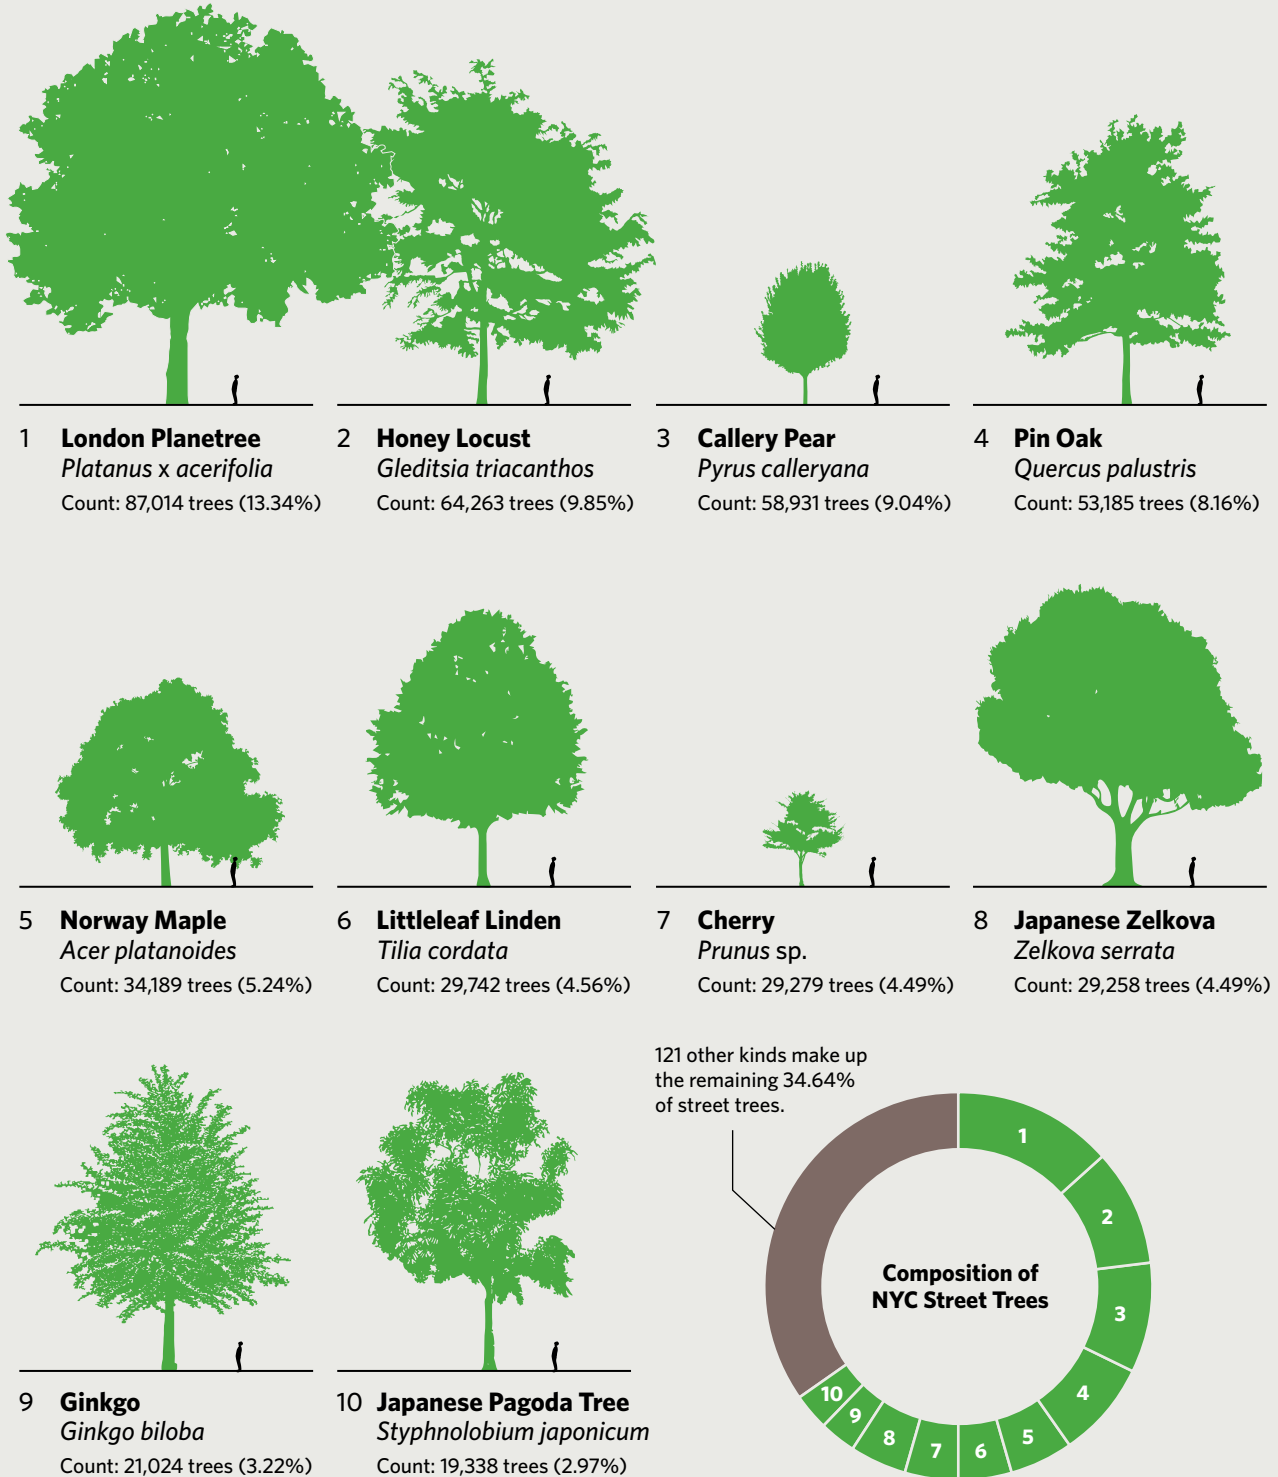 1 London Planetree
Platanus x acerifolia
Count: 87,014 trees (13.34%)
2 Honey Locust
Gleditsia triacanthos
Count: 64,263 trees (9.85%)
3 Callery Pear
Pyrus calleryana
Count: 58,931 trees (9.04%)
4 Pin Oak
Quercus palustris
Count: 53,185 trees (8.16%)
5 Norway Maple
Acer platanoides
Count: 34,189 trees (5.24%)
6 Littleleaf Linden
Tilia cordata
Count: 29,742 trees (4.56%)
7 Cherry
Prunus sp.
Count: 29,279 trees (4.49%)
8 Japanese Zelkova
Zelkova serrata
Count: 29,258 trees (4.49%)
9 Ginkgo
Ginkgo biloba
Count: 21,024 trees (3.22%)
10 Japanese Pagoda Tree
Styphnolobium japonicum
Count: 19,338 trees (2.97%)
121 other kinds make up
the remaining 34.64%
of street trees.
Composition of
NYC Street Trees
1
2
3
4
5
6
7
8
9
10